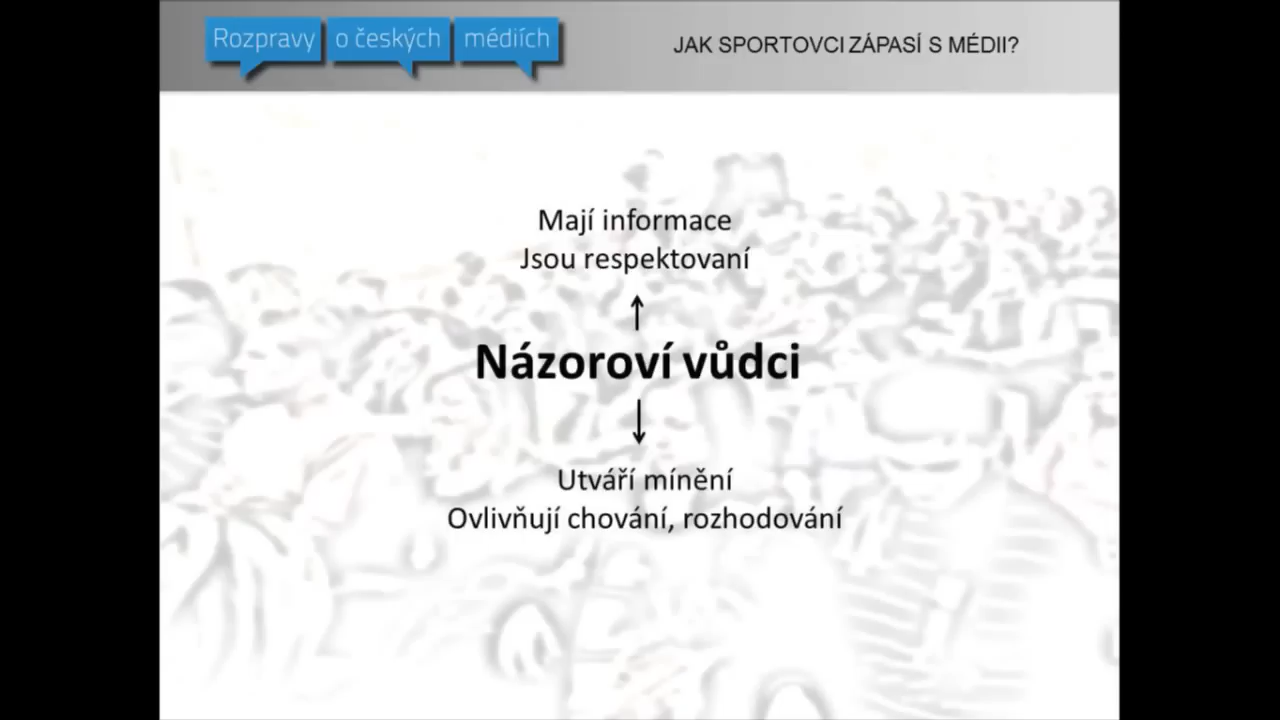 Rozpravy o českých médiích
JAK SPORTOVCI ZÁPASÍ S MÉDII?
Mají informace
Jsou respektovaní
Názoroví vůdci
Utváří mínění
Ovlivňují chování, rozhodování